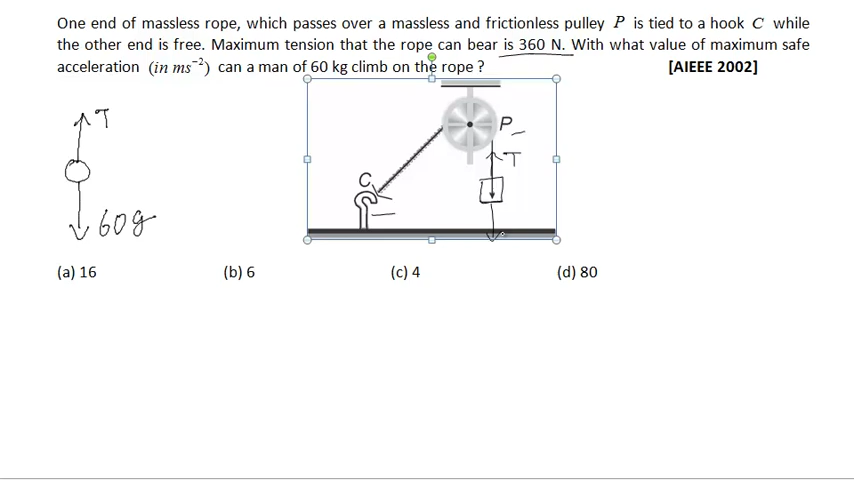 One end of massless rope, which passes over a massless and frictionless pulley P is tied to a hook C while
the other end is free. Maximum tension that the rope can bear is 360 N. With what value of maximum safe
acceleration (in ms⁻²) can a man of 60 kg climb on the rope ? [AIEEE 2002]
T
P
T
C
60g
(a) 16 (b) 6 (c) 4 (d) 80